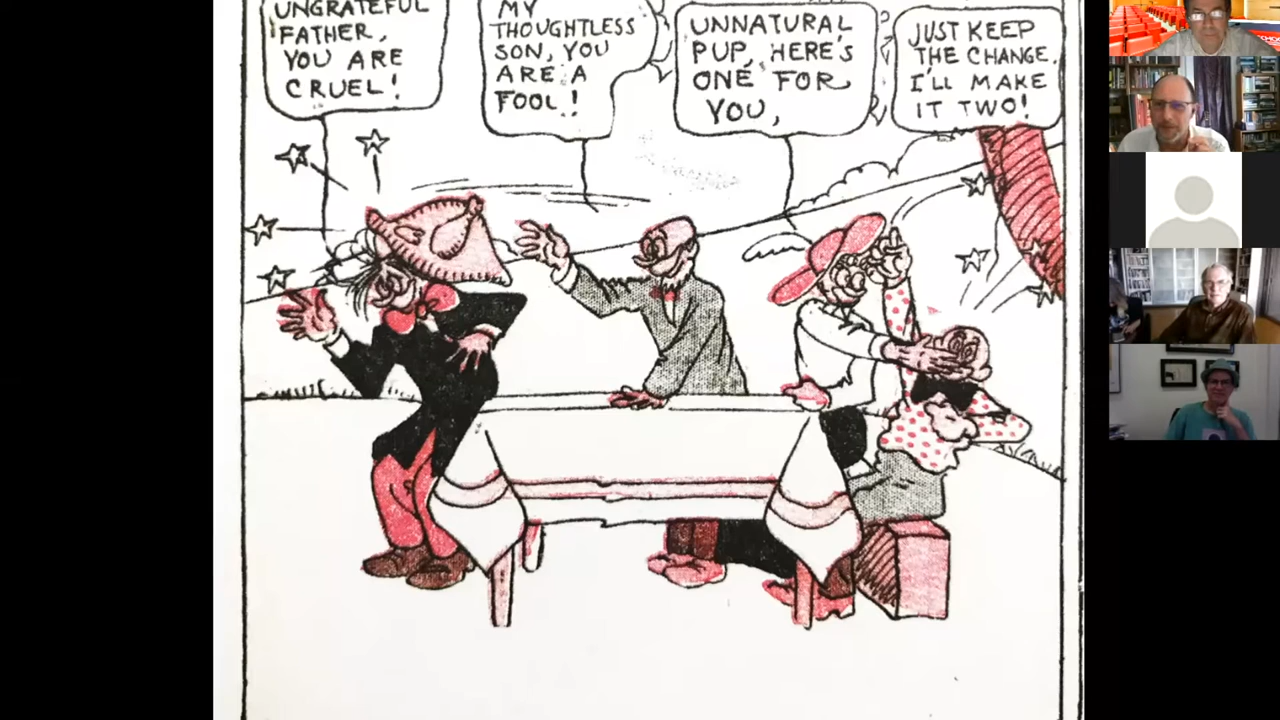 UNGRATEFUL
FATHER,
YOU ARE
CRUEL!
MY
THOUGHTLESS
SON, YOU
ARE A
FOOL!
UNNATURAL
PUP, HERE'S
ONE FOR
YOU,
JUST KEEP
THE CHANGE.
I'LL MAKE
IT TWO!